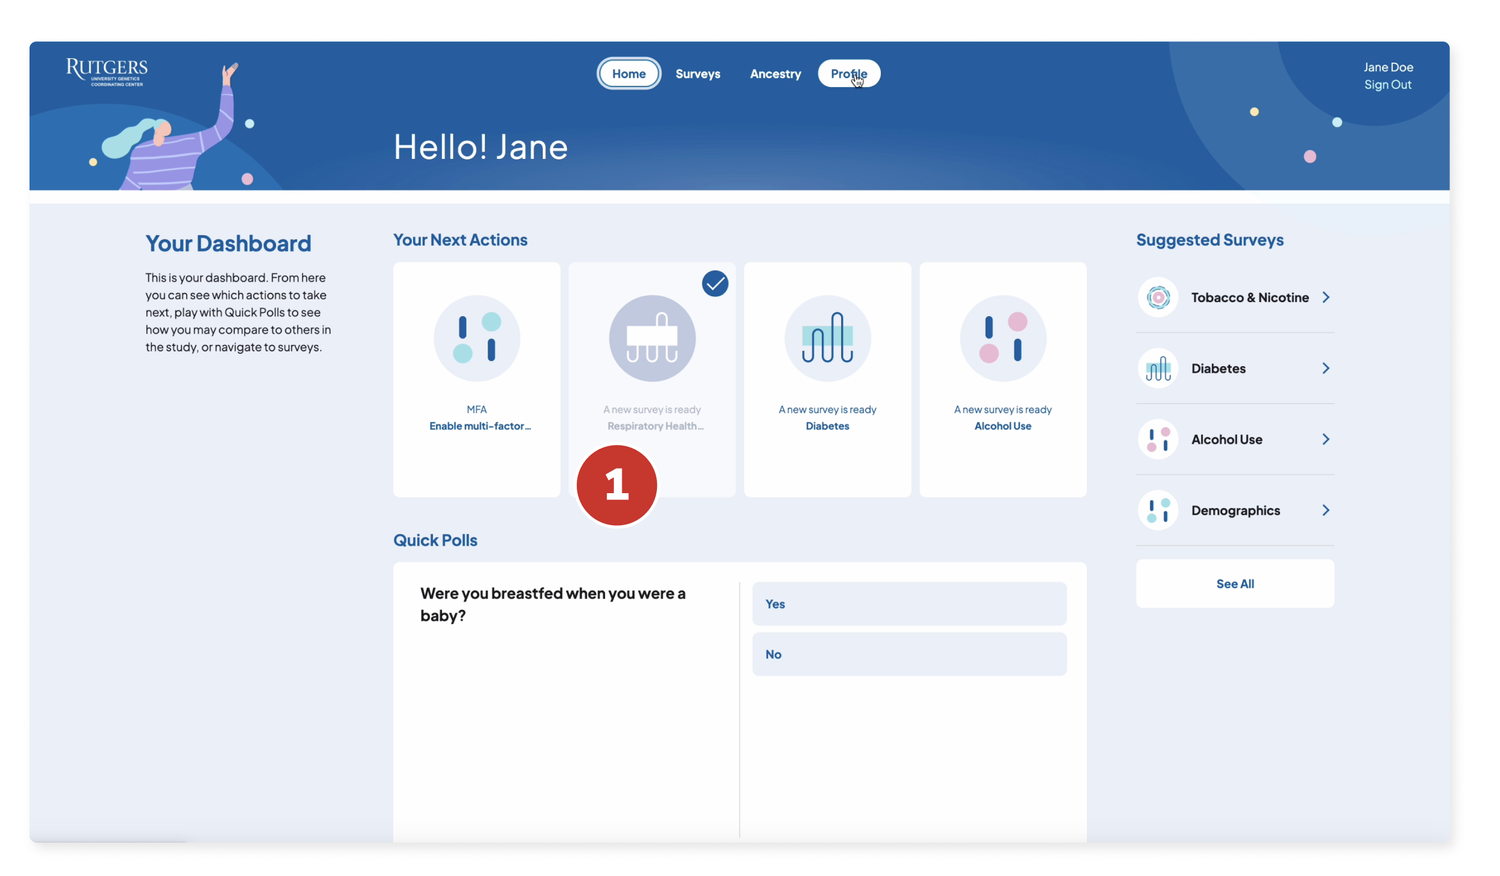 RUTGERS
UNIVERSITY GENETICS
COORDINATING CENTER
Home
Surveys
Ancestry
Profile
Jane Doe
Sign Out
Hello! Jane
Your Dashboard
This is your dashboard. From here
you can see which actions to take
next, play with Quick Polls to see
how you may compare to others in
the study, or navigate to surveys.
Your Next Actions
MFA
Enable multi-factor...
A new survey is ready
Respiratory Health...
A new survey is ready
Diabetes
A new survey is ready
Alcohol Use
1
Quick Polls
Were you breastfed when you were a
baby?
Yes
No
Suggested Surveys
Tobacco & Nicotine
Diabetes
Alcohol Use
Demographics
See All